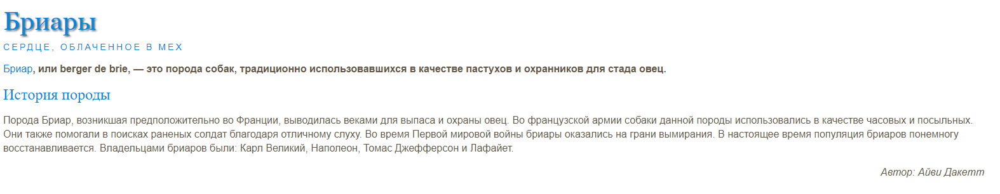 Бриары
СЕРДЦЕ, ОБЛАЧЕННОЕ В МЕХ
Бриар, или berger de brie, — это порода собак, традиционно использовавшихся в качестве пастухов и охранников для стада овец.
История породы
Порода Бриар, возникшая предположительно во Франции, выводилась веками для выпаса и охраны овец. Во французской армии собаки данной породы использовались в качестве часовых и посыльных.
Они также помогали в поисках раненых солдат благодаря отличному слуху. Во время Первой мировой войны бриары оказались на грани вымирания. В настоящее время популяция бриаров понемногу
восстанавливается. Владельцами бриаров были: Карл Великий, Наполеон, Томас Джефферсон и Лафайет.
Автор: Айви Дакетт